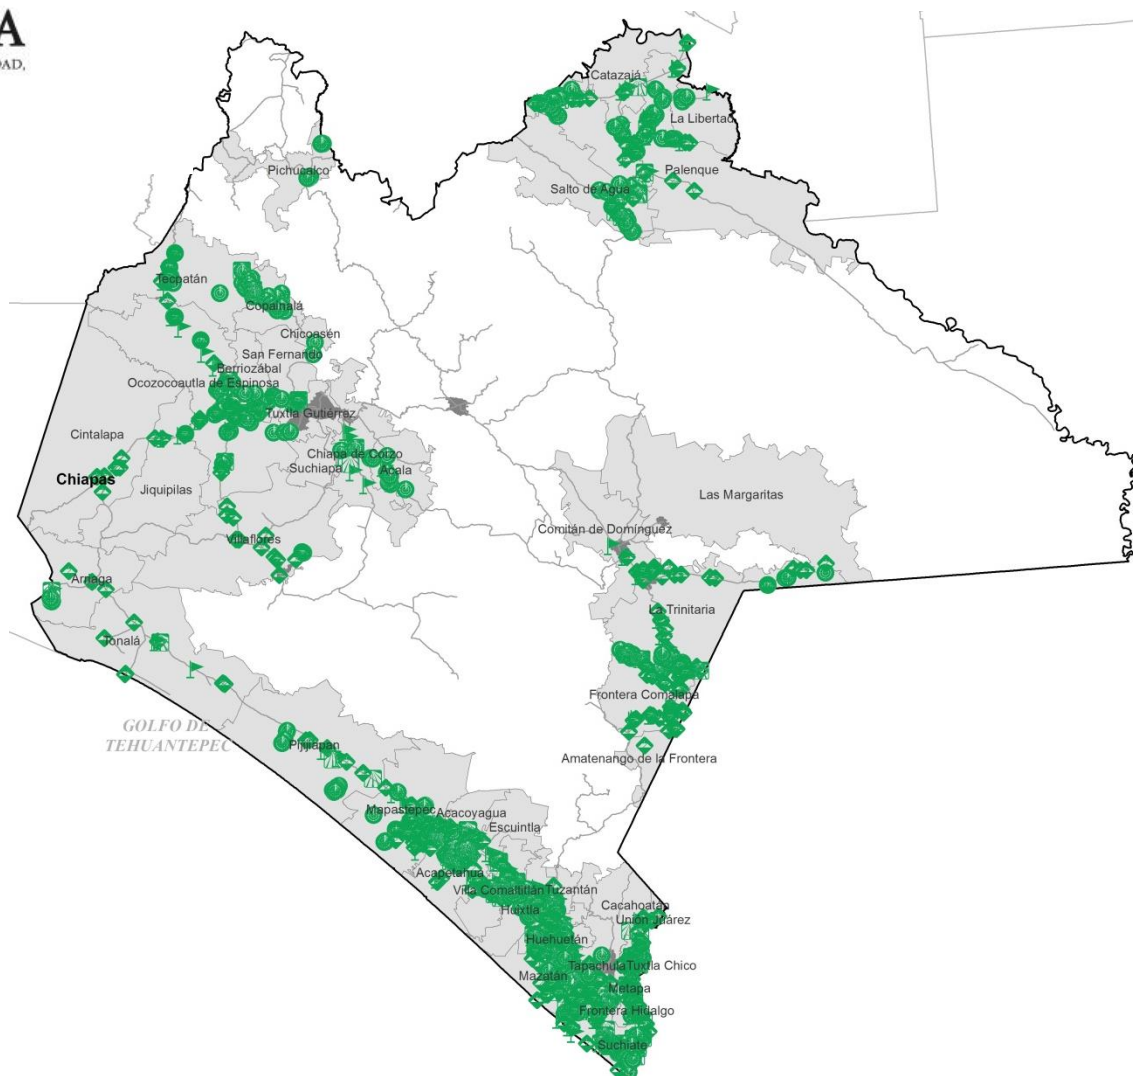 A
DAD,
Catazajá
La Libertad
Pichucalco
Palenque
Salto de Agua
Tecpatán
Copainalá
Chicoasén
San Fernando
Berriozábal
Ocozocoautla de Espinosa
Tuxtla Gutiérrez
Cintalapa
Chiapa de Corzo
Suchiapa
Acala
Chiapas
Jiquipilas
Las Margaritas
Comitán de Domínguez
Villaflores
Arriaga
La Trinitaria
Tonalá
Frontera Comalapa
GOLFO DE
TEHUANTEPEC
Pijijiapan
Amatenango de la Frontera
Mapastepec
Acacoyagua
Escuintla
Acapetahua
Villa Comaltitlán
Tuzantán
Huixtla
Cacahoatán
Unión Juárez
Huehuetán
Tapachula
Tuxtla Chico
Mazatán
Metapa
Frontera Hidalgo
Suchiate